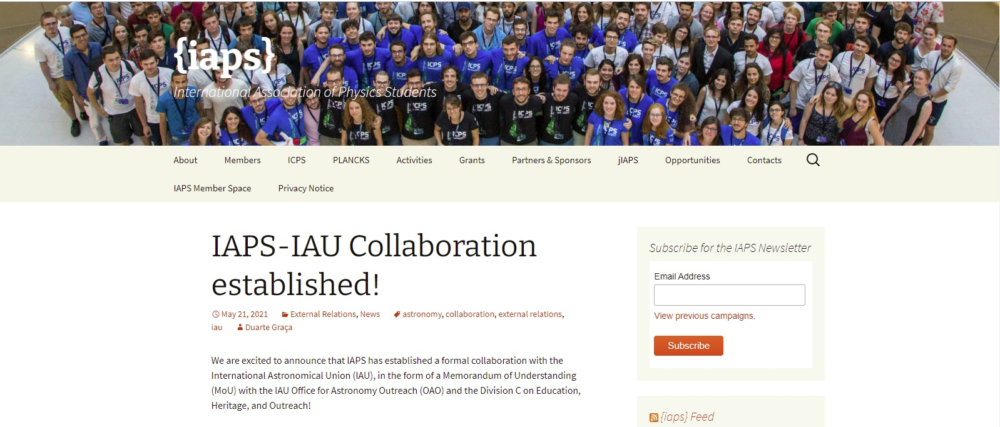 {iaps}
International Association of Physics Students
About Members ICPS PLANCKS Activities Grants Partners & Sponsors jIAPS Opportunities Contacts
IAPS Member Space Privacy Notice
IAPS-IAU Collaboration
established!
May 21, 2021 External Relations, News astronomy, collaboration, external relations,
iau Duarte Graça
We are excited to announce that IAPS has established a formal collaboration with the
International Astronomical Union (IAU), in the form of a Memorandum of Understanding
(MoU) with the IAU Office for Astronomy Outreach (OAO) and the Division C on Education,
Heritage, and Outreach!
Subscribe for the IAPS Newsletter
Email Address
View previous campaigns.
Subscribe
{iaps} Feed